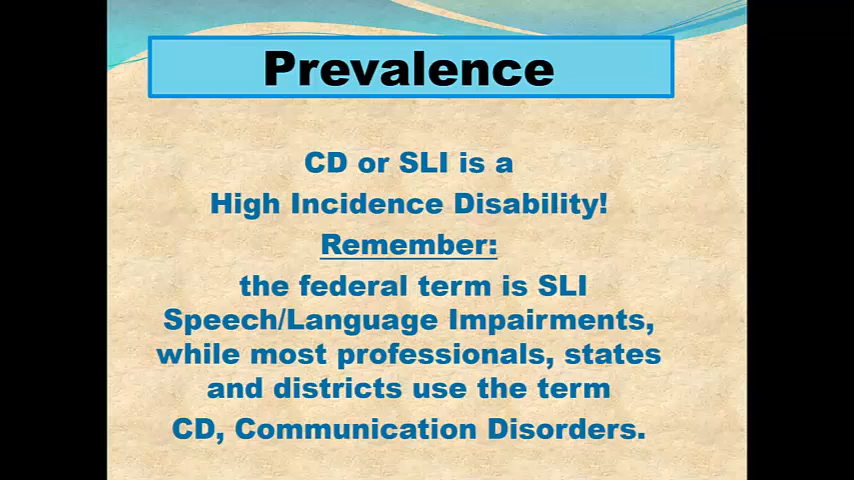 Prevalence
CD or SLI is a
High Incidence Disability!
Remember:
the federal term is SLI
Speech/Language Impairments,
while most professionals, states
and districts use the term
CD, Communication Disorders.